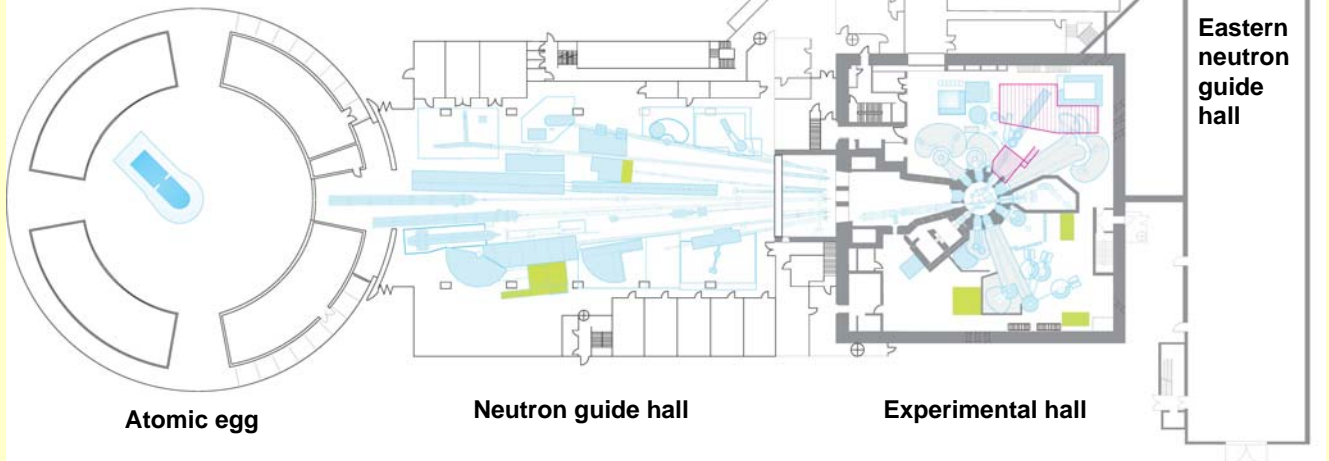 Eastern
neutron
guide
hall
Atomic egg
Neutron guide hall
Experimental hall